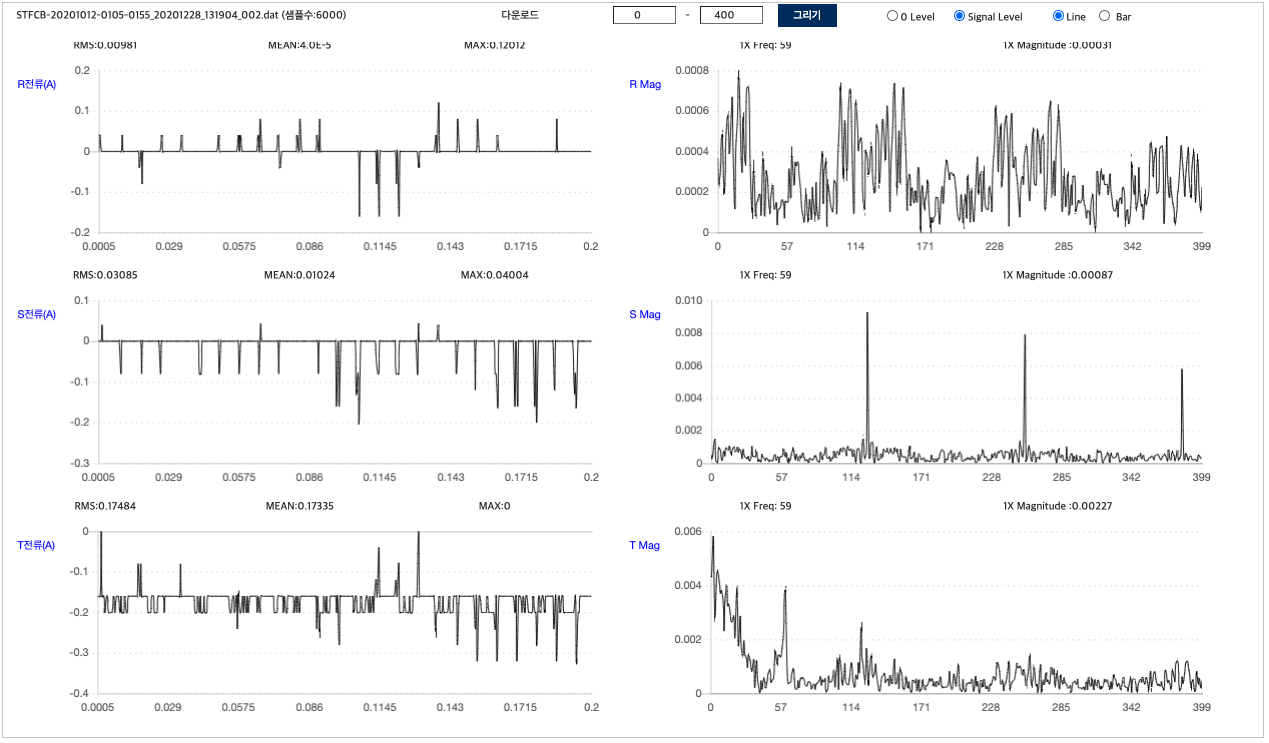 STFCB-20201012-0105-0155_20201228_131904_002.dat (샘플수:6000) 다운로드 0 - 400 그리기 0 Level Signal Level Line Bar
RMS:0.00981 MEAN:4.0E-5 MAX:0.12012 1X Freq: 59 1X Magnitude :0.00031
R전류(A)
0.2
0.1
0
-0.1
-0.2
0.0005 0.029 0.0575 0.086 0.1145 0.143 0.1715 0.2
R Mag
0.0008
0.0006
0.0004
0.0002
0
0 57 114 171 228 285 342 399
RMS:0.03085 MEAN:0.01024 MAX:0.04004 1X Freq: 59 1X Magnitude :0.00087
S전류(A)
0.1
0
-0.1
-0.2
-0.3
0.0005 0.029 0.0575 0.086 0.1145 0.143 0.1715 0.2
S Mag
0.010
0.008
0.006
0.004
0.002
0
0 57 114 171 228 285 342 399
RMS:0.17484 MEAN:0.17335 MAX:0 1X Freq: 59 1X Magnitude :0.00227
T전류(A)
0
-0.1
-0.2
-0.3
-0.4
0.0005 0.029 0.0575 0.086 0.1145 0.143 0.1715 0.2
T Mag
0.006
0.004
0.002
0
0 57 114 171 228 285 342 399